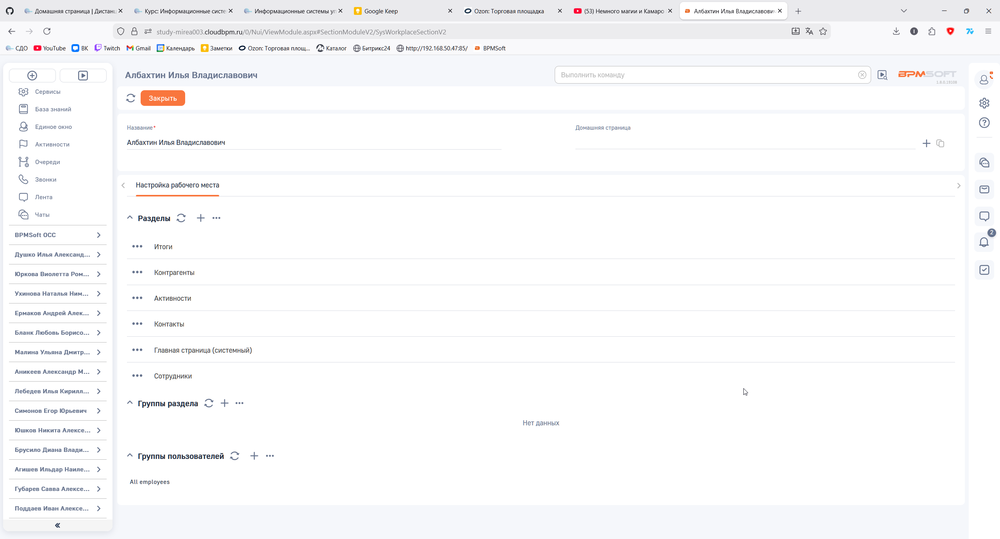 Домашняя страница | Дистанц
Курс: Информационные систе
Информационные системы уп
Google Keep
Ozon: Торговая площадка
(53) Немного магии и Камаро
Албахтин Илья Владиславович
study-mirea003.cloudbpm.ru/0/Nui/ViewModule.aspx#SectionModuleV2/SysWorkplaceSectionV2
СДО
YouTube
ВК
Twitch
Gmail
Календарь
Заметки
Ozon: Торговая площ...
Каталог
Битрикс24
http://192.168.50.47:85/
BPMSoft
Сервисы
База знаний
Единое окно
Активности
Очереди
Звонки
Лента
Чаты
BPMSoft ОСС
Душко Илья Александ...
Юркова Виолетта Ром...
Ухинова Наталья Ним...
Ермаков Андрей Алек...
Бланк Любовь Борисо...
Малина Ульяна Дмитр...
Аникеев Александр М...
Лебедев Илья Кирилл...
Симонов Егор Юрьевич
Юшков Никита Алексе...
Брусило Диана Влади...
Агишев Ильдар Наиле...
Губарев Савва Алексе...
Поддаев Иван Алексе...
Албахтин Илья Владиславович
Выполнить команду
BPMSOFT
1.8.0.19108
Закрыть
Название*
Албахтин Илья Владиславович
Домашняя страница
Настройка рабочего места
Разделы
Итоги
Контрагенты
Активности
Контакты
Главная страница (системный)
Сотрудники
Группы раздела
Нет данных
Группы пользователей
All employees
2